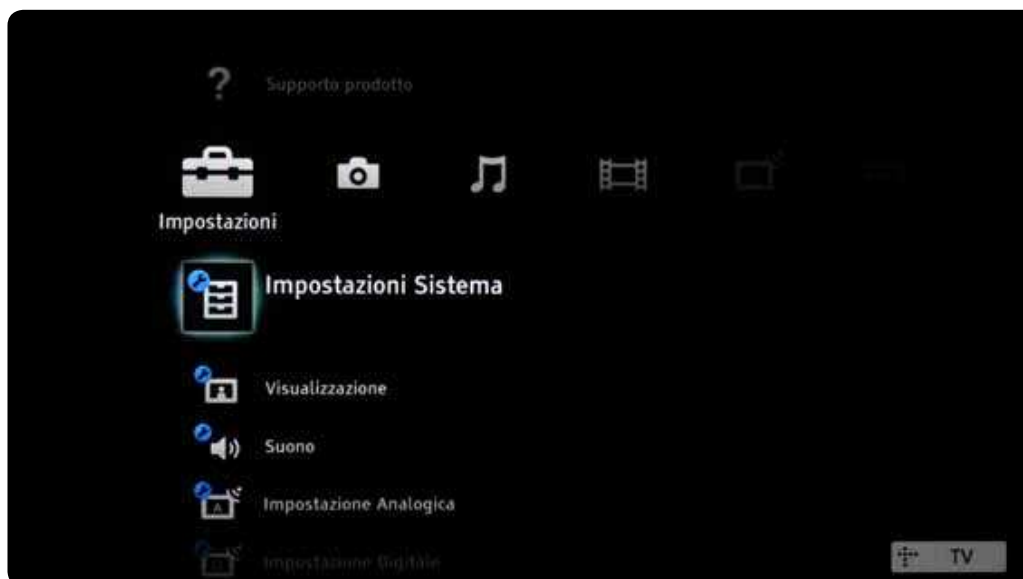 ?
Supporto prodotto
Impostazioni
Impostazioni Sistema
Visualizzazione
Suono
A
Impostazione Analogica
Impostazione Digitale
TV